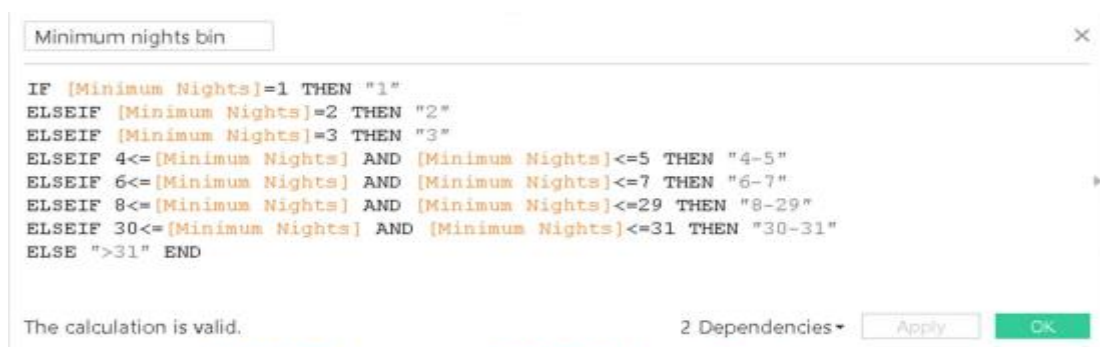 Minimum nights bin
IF [Minimum Nights]=1 THEN "1"
ELSEIF [Minimum Nights]=2 THEN "2"
ELSEIF [Minimum Nights]=3 THEN "3"
ELSEIF 4<=[Minimum Nights] AND [Minimum Nights]<=5 THEN "4-5"
ELSEIF 6<=[Minimum Nights] AND [Minimum Nights]<=7 THEN "6-7"
ELSEIF 8<=[Minimum Nights] AND [Minimum Nights]<=29 THEN "8-29"
ELSEIF 30<=[Minimum Nights] AND [Minimum Nights]<=31 THEN "30-31"
ELSE ">31" END
The calculation is valid. 2 Dependencies Apply OK